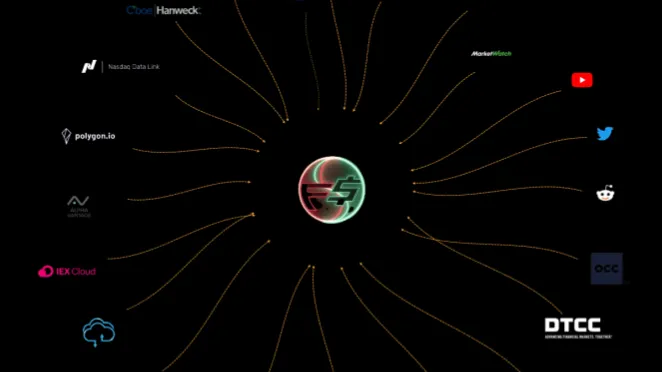 Cboe | Hanweck
MarketWatch
Nasdaq Data Link
polygon.io
ALPHA
VANTAGE
IEX Cloud
OCC
DTCC
ADVANCING FINANCIAL MARKETS. TOGETHER.